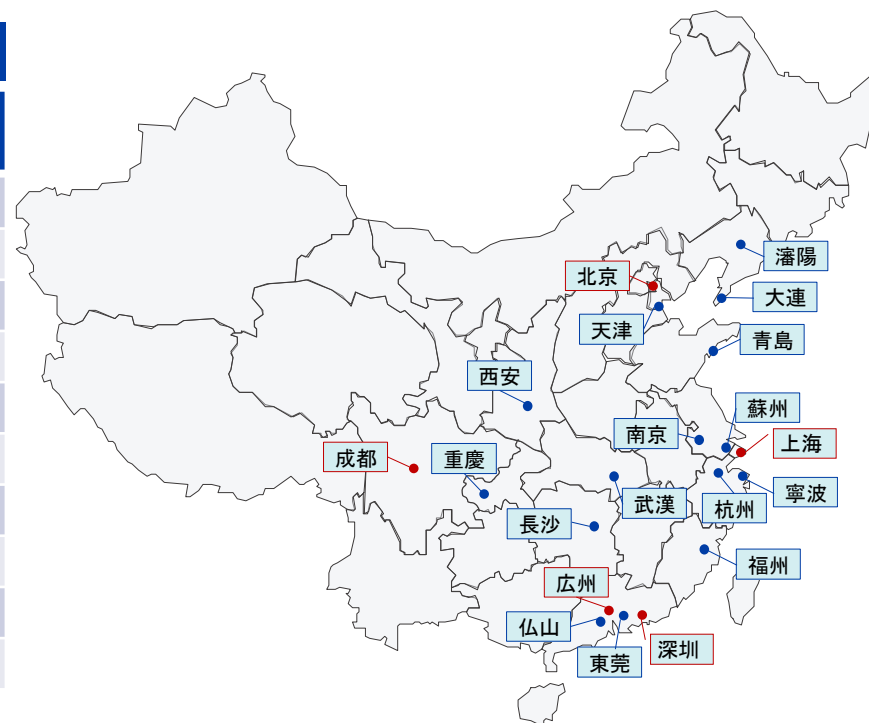 瀋陽
北京
大連
天津
青島
西安
蘇州
南京
上海
成都
重慶
寧波
武漢
杭州
長沙
福州
広州
仏山
深圳
東莞